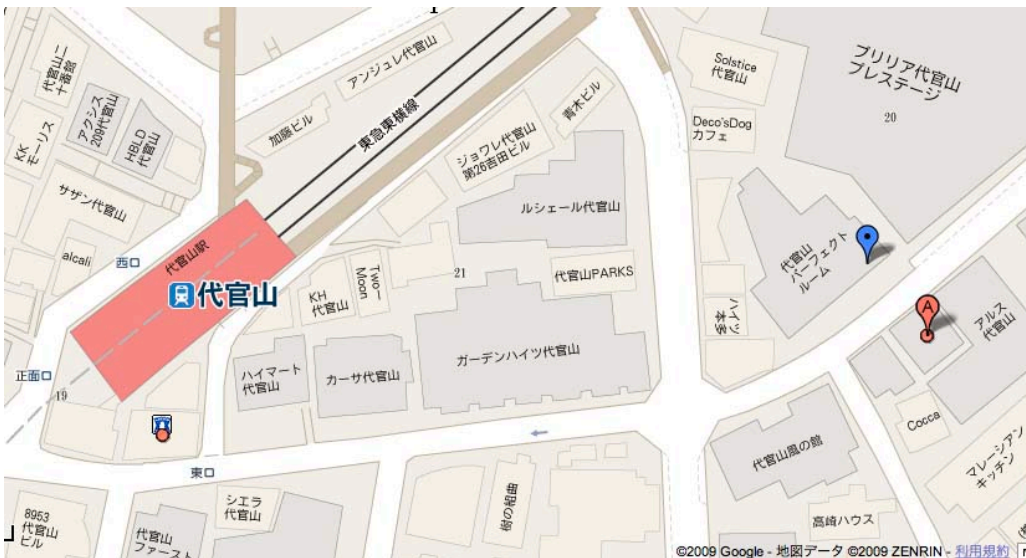 代官山二
十番館
アクシス
209代官山
HBLD
代官山
KK
モーリス
サザン代官山
alcali
西口
代官山駅
代官山
正面口
19
東口
8953
代官山
ビル
代官山
ファースト
シエラ
代官山
加藤ビル
アンジュレ代官山
東急東横線
ジョワレ代官山
第26吉田ビル
青木ビル
ルシェール代官山
代官山PARKS
21
KH
代官山
Two-
Moon
ハイマート
代官山
カーサ代官山
ガーデンハイツ代官山
樹の組曲
Solstice
代官山
Deco'sDog
カフェ
ブリリア代官山
プレステージ
20
代官山
パーフェクト
ルーム
A
アルス
代官山
Cocca
マレーシアン
キッチン
代官山風の館
高崎ハウス
©2009 Google - 地図データ ©2009 ZENRIN - 利用規約